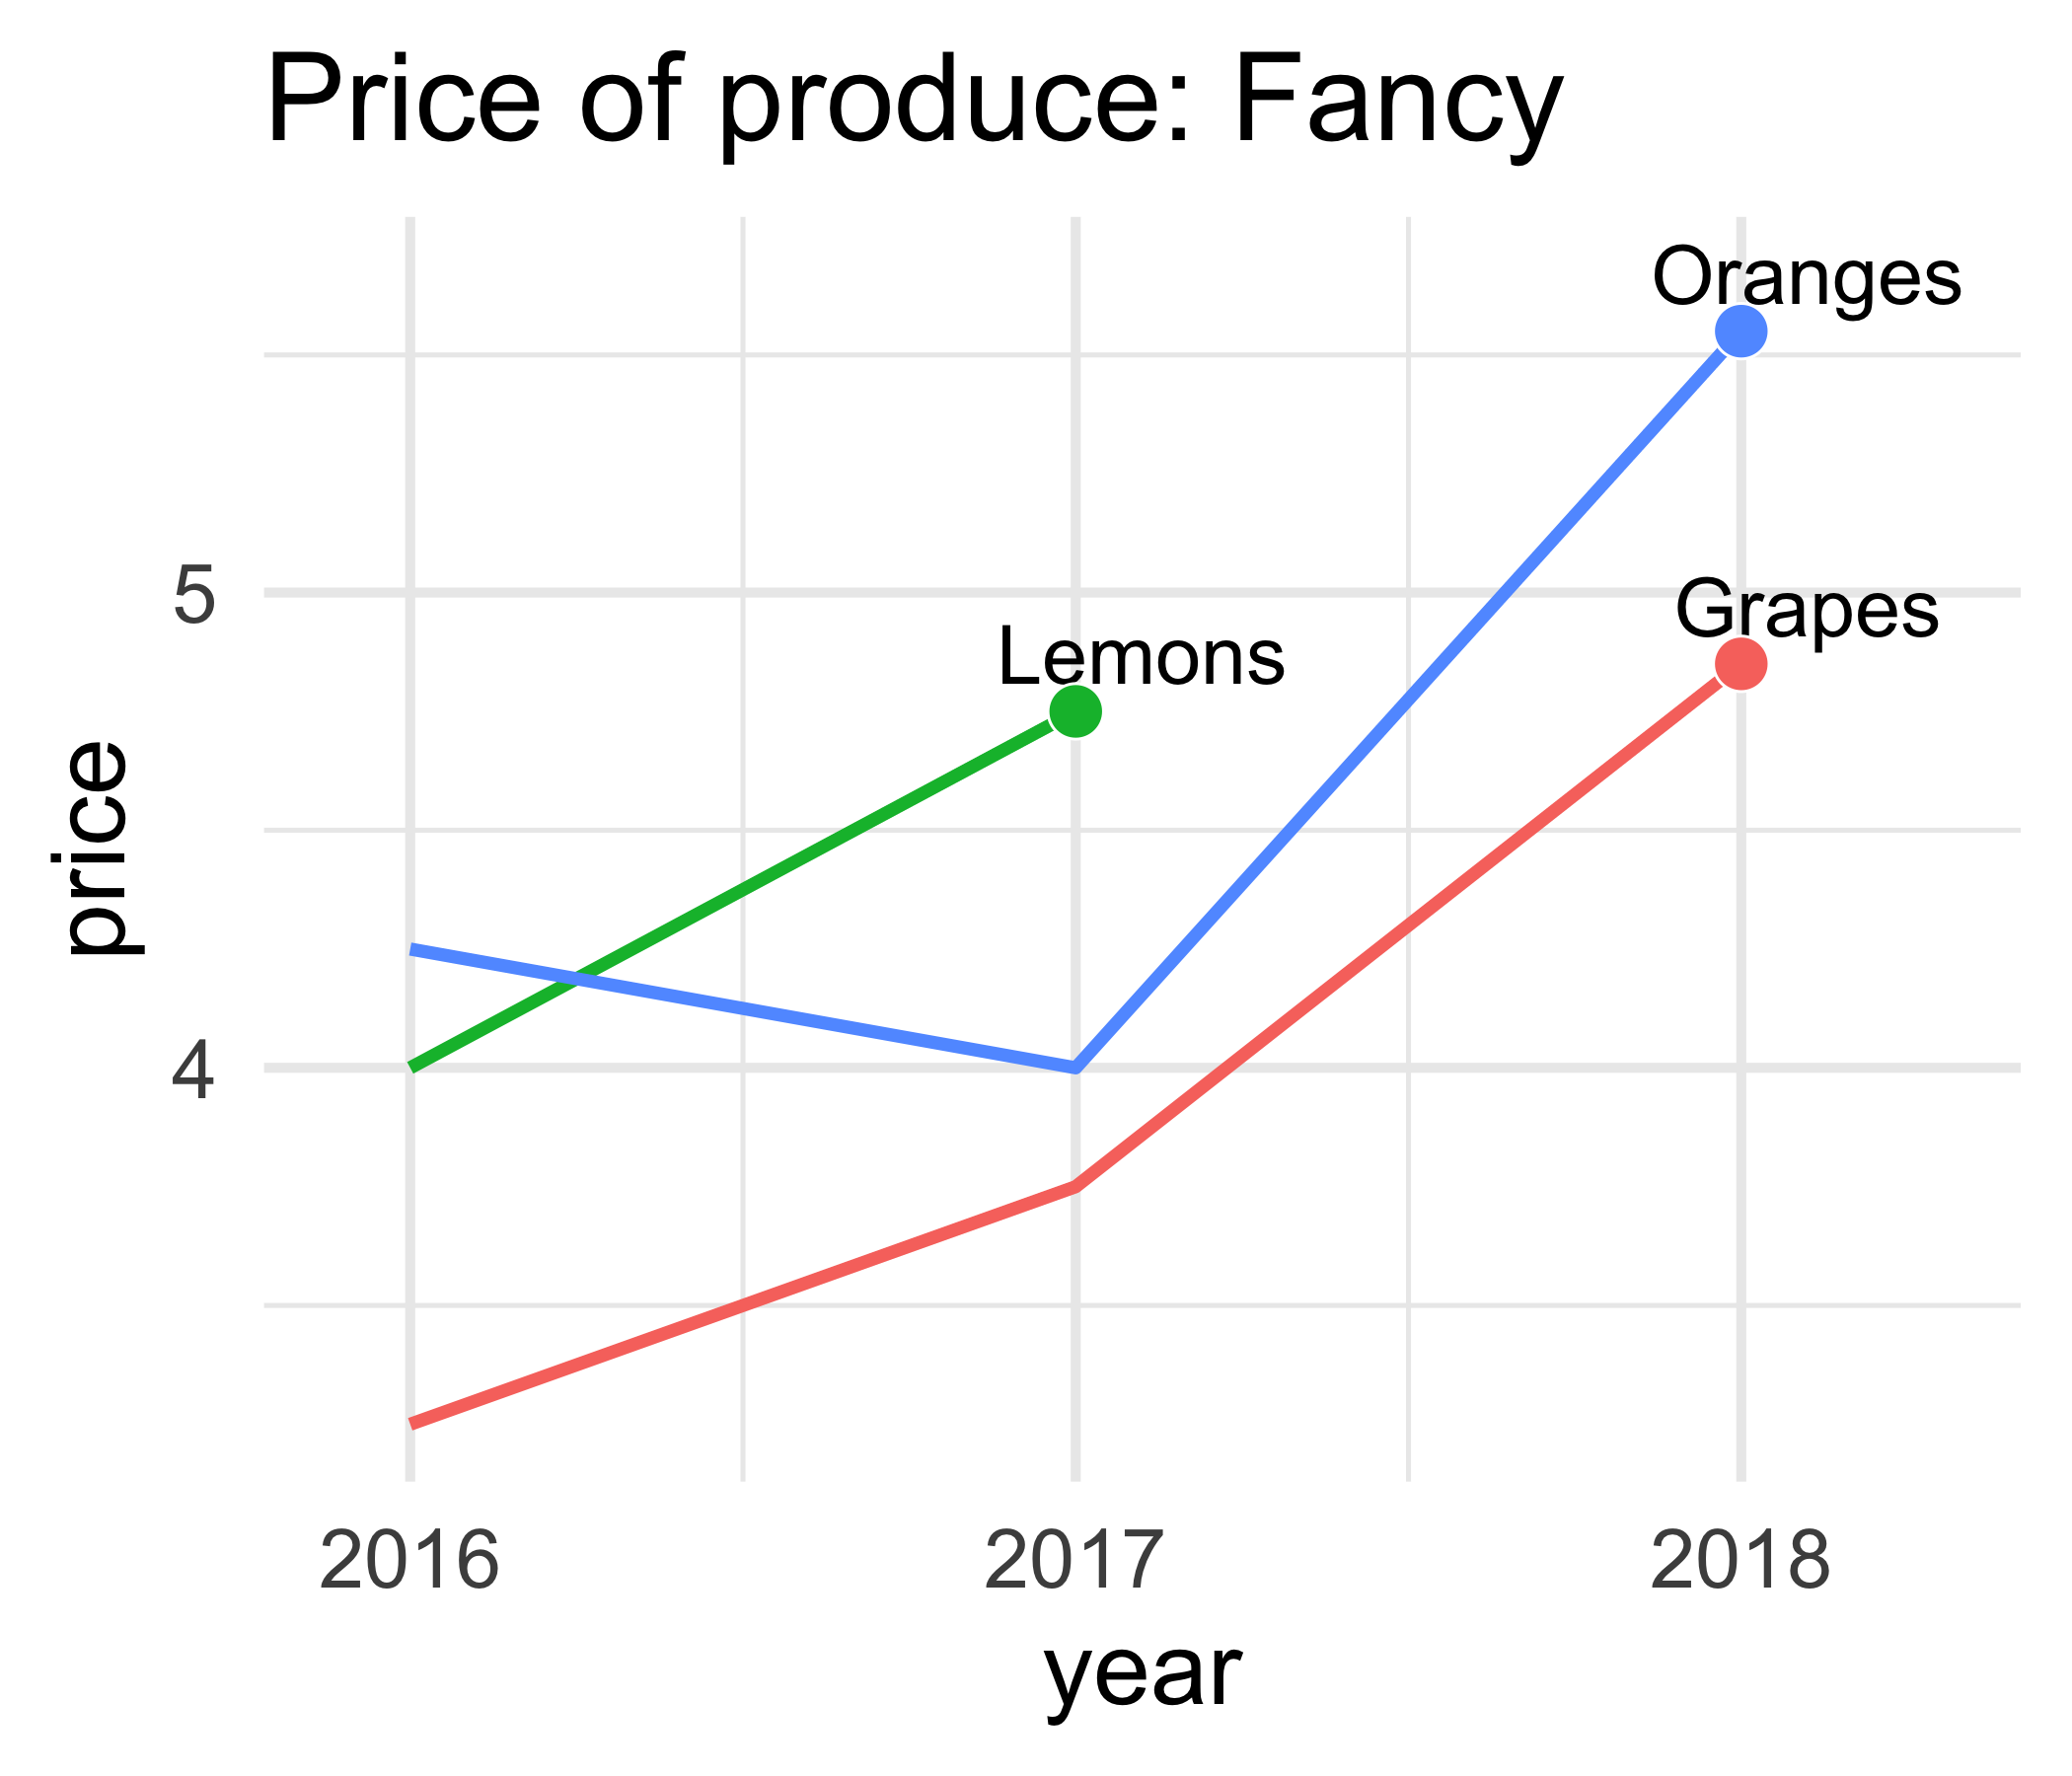 Price of produce: Fancy
Oranges
5
Grapes
Lemons
price
4
2016 2017 2018
year